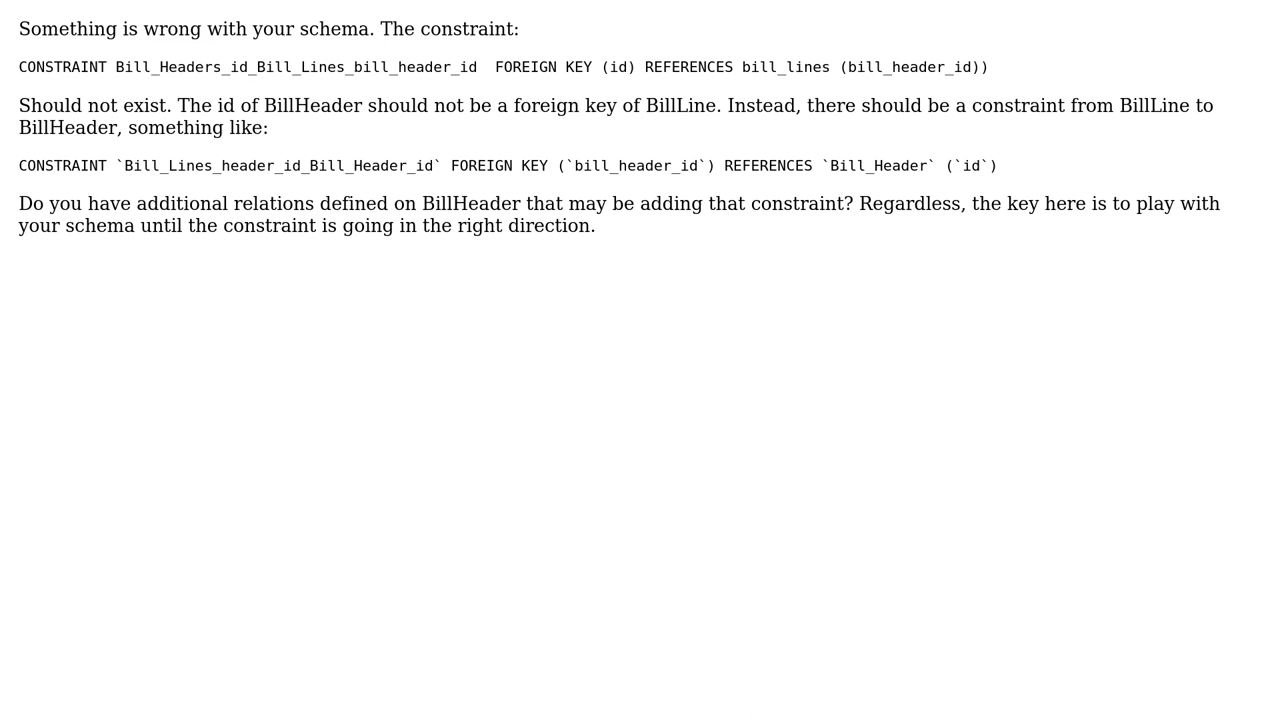 Something is wrong with your schema. The constraint:
CONSTRAINT Bill_Headers_id_Bill_Lines_bill_header_id  FOREIGN KEY (id) REFERENCES bill_lines (bill_header_id))
Should not exist. The id of BillHeader should not be a foreign key of BillLine. Instead, there should be a constraint from BillLine to
BillHeader, something like:
CONSTRAINT `Bill_Lines_header_id_Bill_Header_id` FOREIGN KEY (`bill_header_id`) REFERENCES `Bill_Header` (`id`)
Do you have additional relations defined on BillHeader that may be adding that constraint? Regardless, the key here is to play with
your schema until the constraint is going in the right direction.